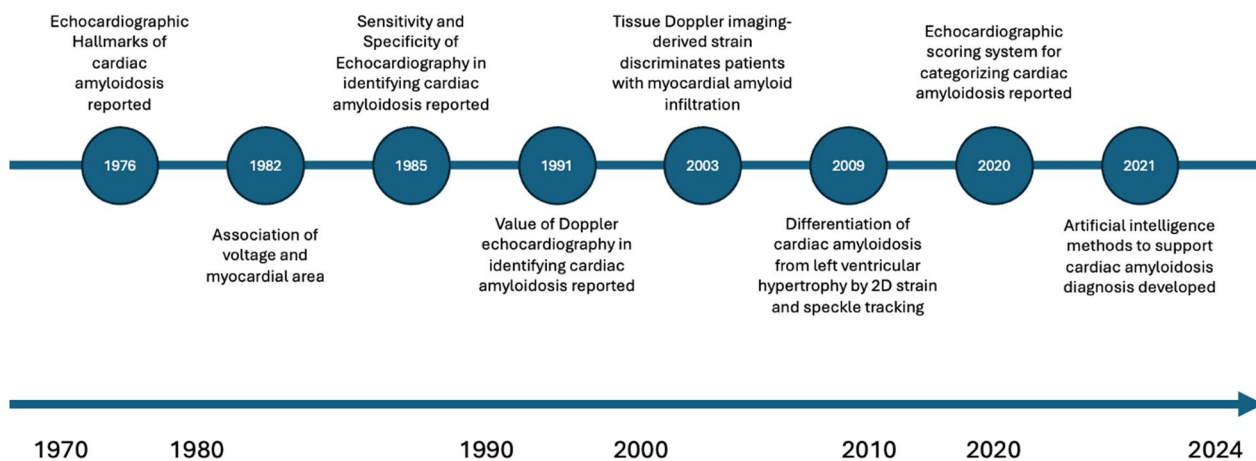 Echocardiographic
Hallmarks of
cardiac
amyloidosis
reported
Sensitivity and
Specificity of
Echocardiography in
identifying cardiac
amyloidosis reported
Tissue Doppler imaging-
derived strain
discriminates patients
with myocardial amyloid
infiltration
Echocardiographic
scoring system for
categorizing cardiac
amyloidosis reported
1976
1982
1985
1991
2003
2009
2020
2021
Association of
voltage and
myocardial area
Value of Doppler
echocardiography in
identifying cardiac
amyloidosis reported
Differentiation of
cardiac amyloidosis
from left ventricular
hypertrophy by 2D strain
and speckle tracking
Artificial intelligence
methods to support
cardiac amyloidosis
diagnosis developed
1970
1980
1990
2000
2010
2020
2024